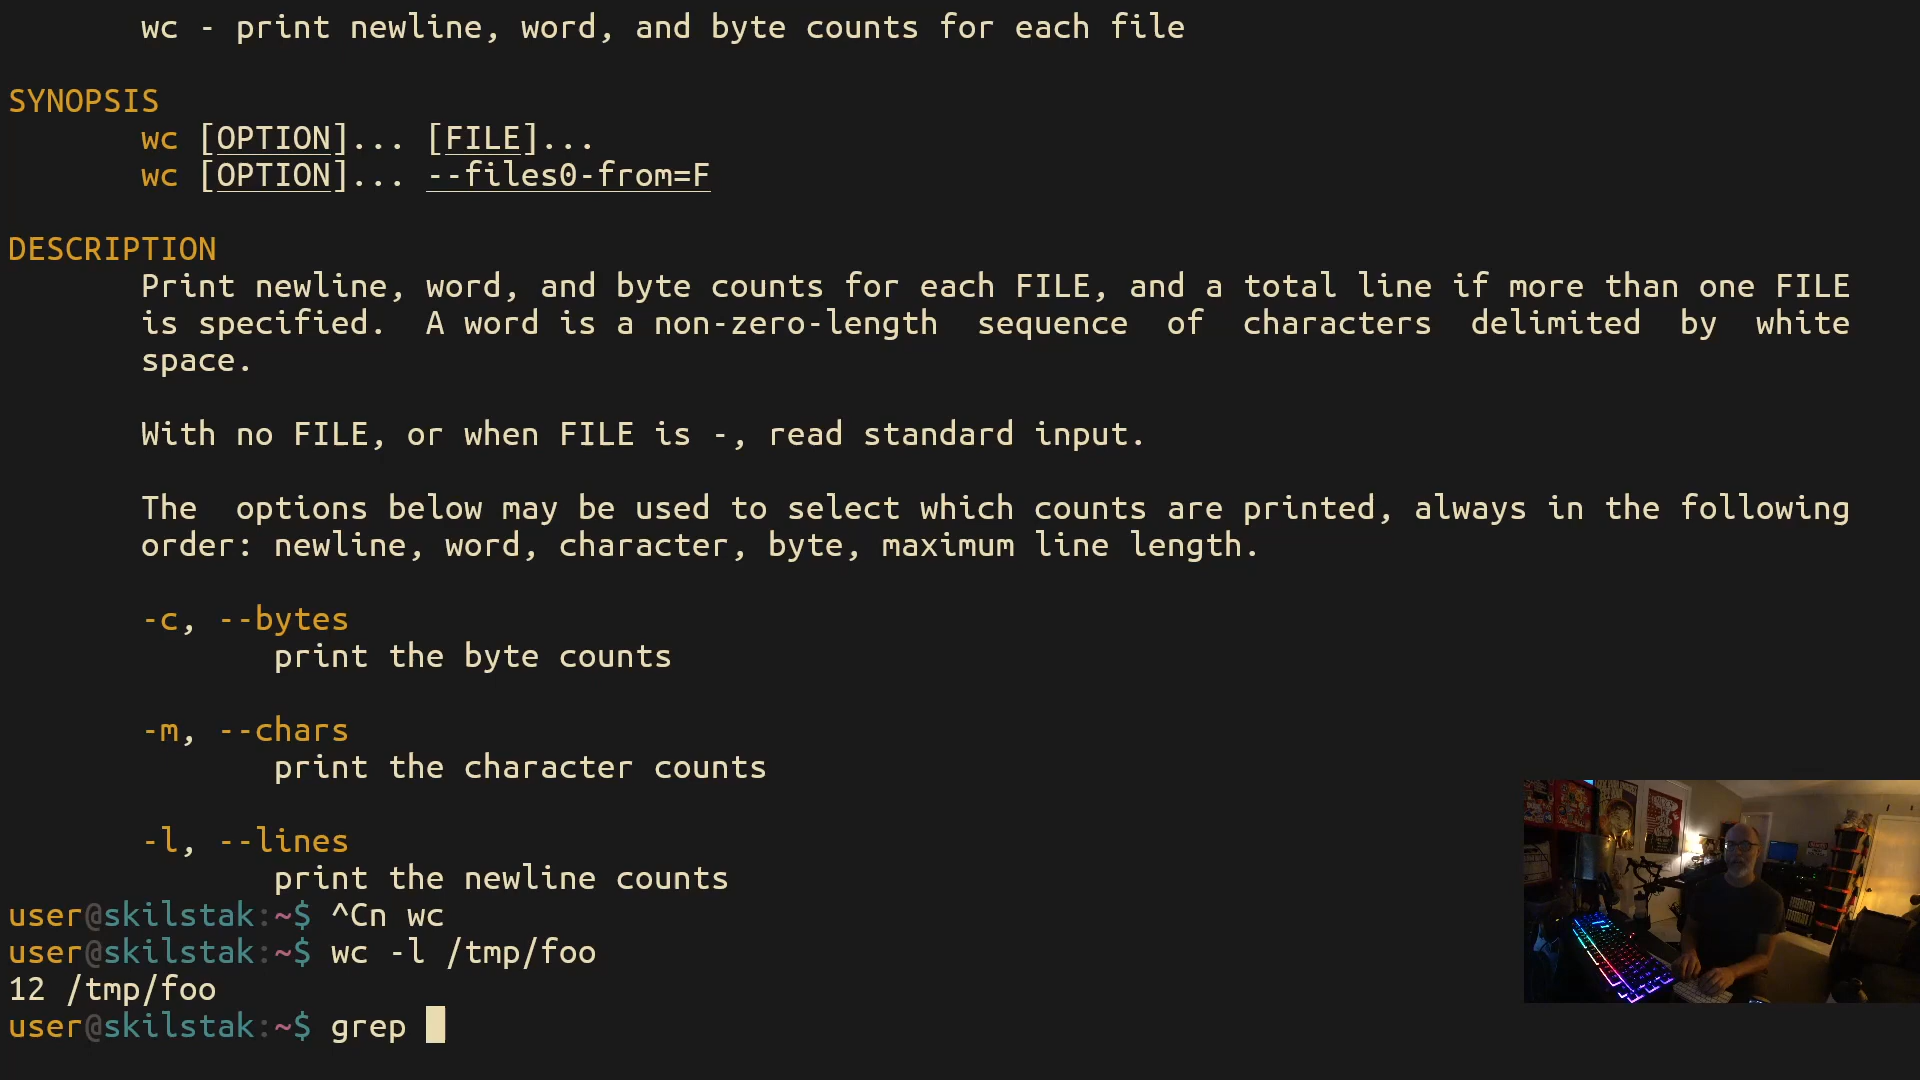 wc - print newline, word, and byte counts for each file
SYNOPSIS
wc [OPTION]... [FILE]...
wc [OPTION]... --files0-from=F
DESCRIPTION
Print newline, word, and byte counts for each FILE, and a total line if more than one FILE
is specified.  A word is a non-zero-length  sequence  of  characters  delimited  by  white
space.
With no FILE, or when FILE is -, read standard input.
The  options below may be used to select which counts are printed, always in the following
order: newline, word, character, byte, maximum line length.
-c, --bytes
print the byte counts
-m, --chars
print the character counts
-l, --lines
print the newline counts
user@skilstak:~$ ^Cn wc
user@skilstak:~$ wc -l /tmp/foo
12 /tmp/foo
user@skilstak:~$ grep